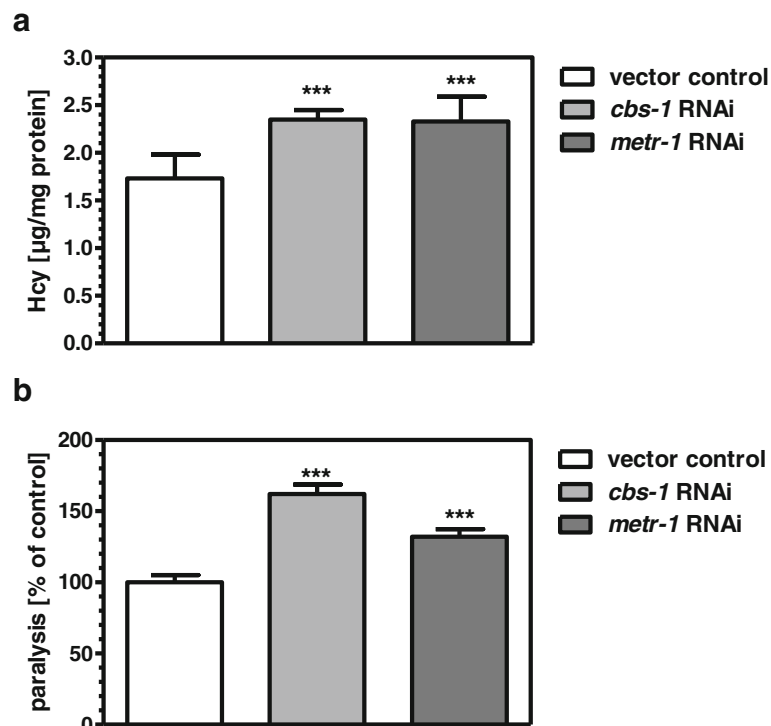 a
3.0
2.5
2.0
1.5
1.0
0.5
0.0
Hcy [µg/mg protein]
***
***
vector control
cbs-1 RNAi
metr-1 RNAi
b
200
150
100
50
0
paralysis [% of control]
***
***
vector control
cbs-1 RNAi
metr-1 RNAi